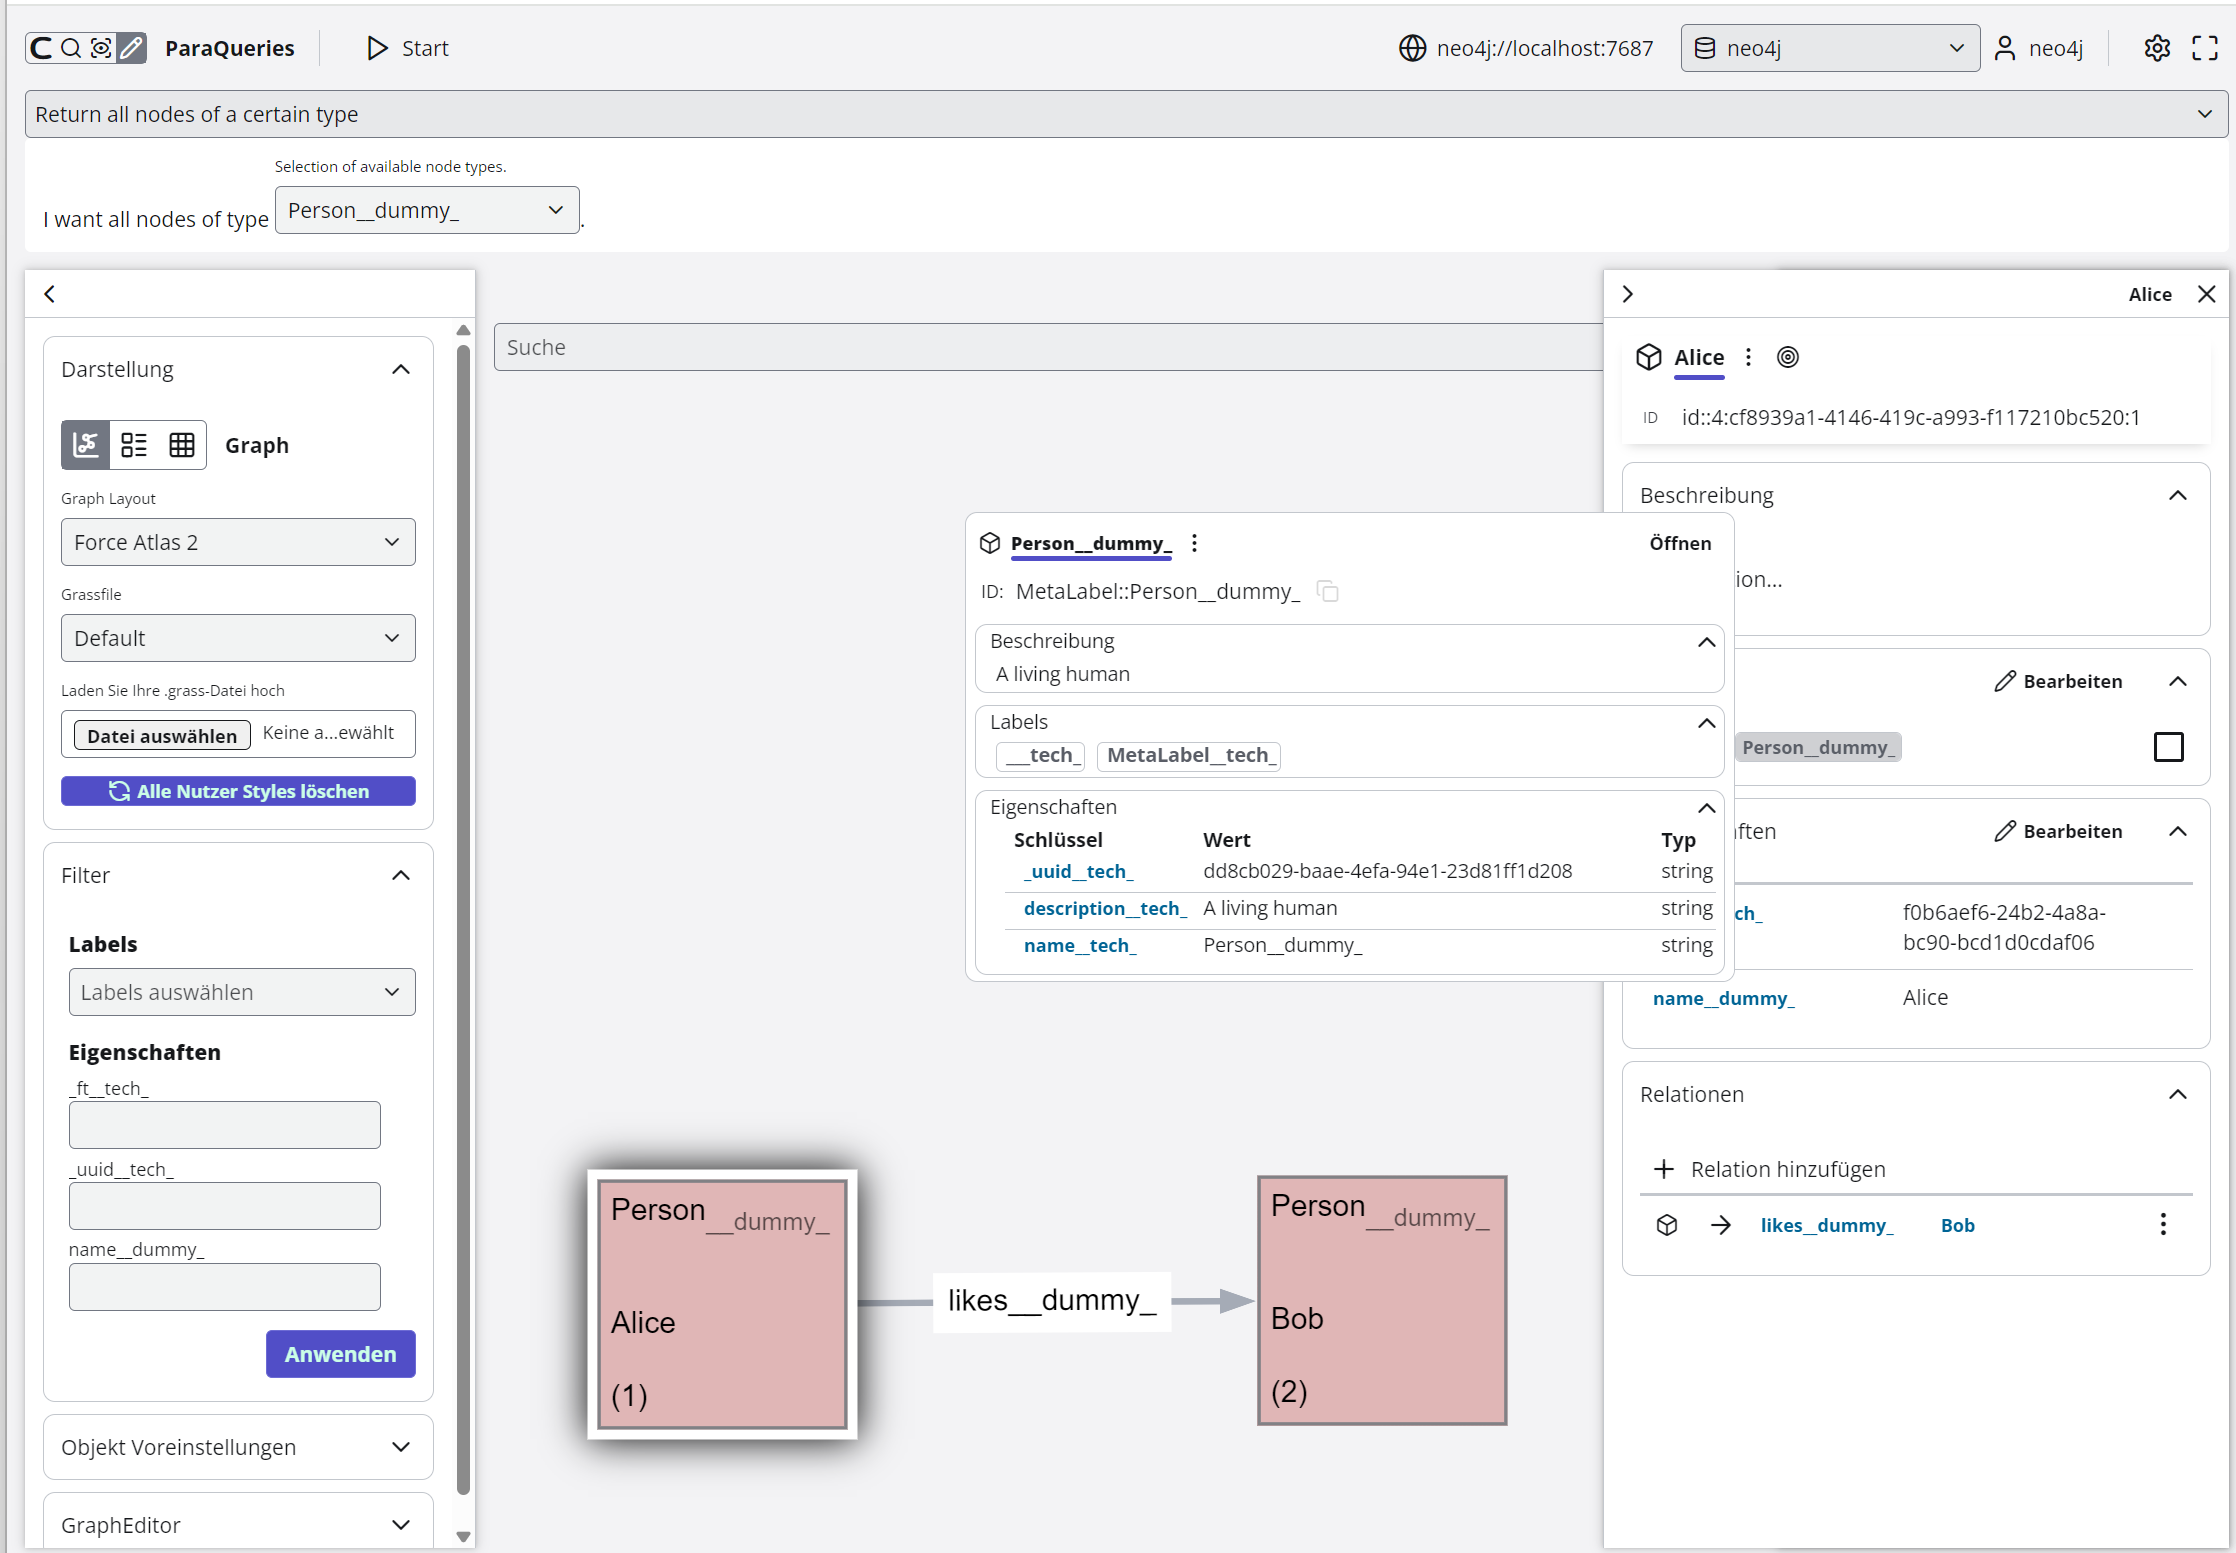 ParaQueries
Start
neo4j://localhost:7687
neo4j
neo4j
Return all nodes of a certain type
Selection of available node types.
I want all nodes of type Person__dummy_ .
Darstellung
Graph
Graph Layout
Force Atlas 2
Grassfile
Default
Laden Sie Ihre .grass-Datei hoch
Datei auswählen Keine a...ewählt
Alle Nutzer Styles löschen
Filter
Labels
Labels auswählen
Eigenschaften
_ft__tech_
_uuid__tech_
name__dummy_
Anwenden
Objekt Voreinstellungen
GraphEditor
Suche
Person__dummy_
Öffnen
ID: MetaLabel::Person__dummy_
Beschreibung
A living human
Labels
___tech_ MetaLabel__tech_
Eigenschaften
Schlüssel Wert Typ
_uuid__tech_ dd8cb029-baae-4efa-94e1-23d81ff1d208 string
description__tech_ A living human string
name__tech_ Person__dummy_ string
Person__dummy_
Alice
(1)
likes__dummy_
Person__dummy_
Bob
(2)
Alice
Alice
ID id::4:cf8939a1-4146-419c-a993-f117210bc520:1
Beschreibung
ion...
Bearbeiten
Person__dummy_
ften
Bearbeiten
ch_ f0b6aef6-24b2-4a8a-
bc90-bcd1d0cdaf06
name__dummy_ Alice
Relationen
Relation hinzufügen
likes__dummy_ Bob